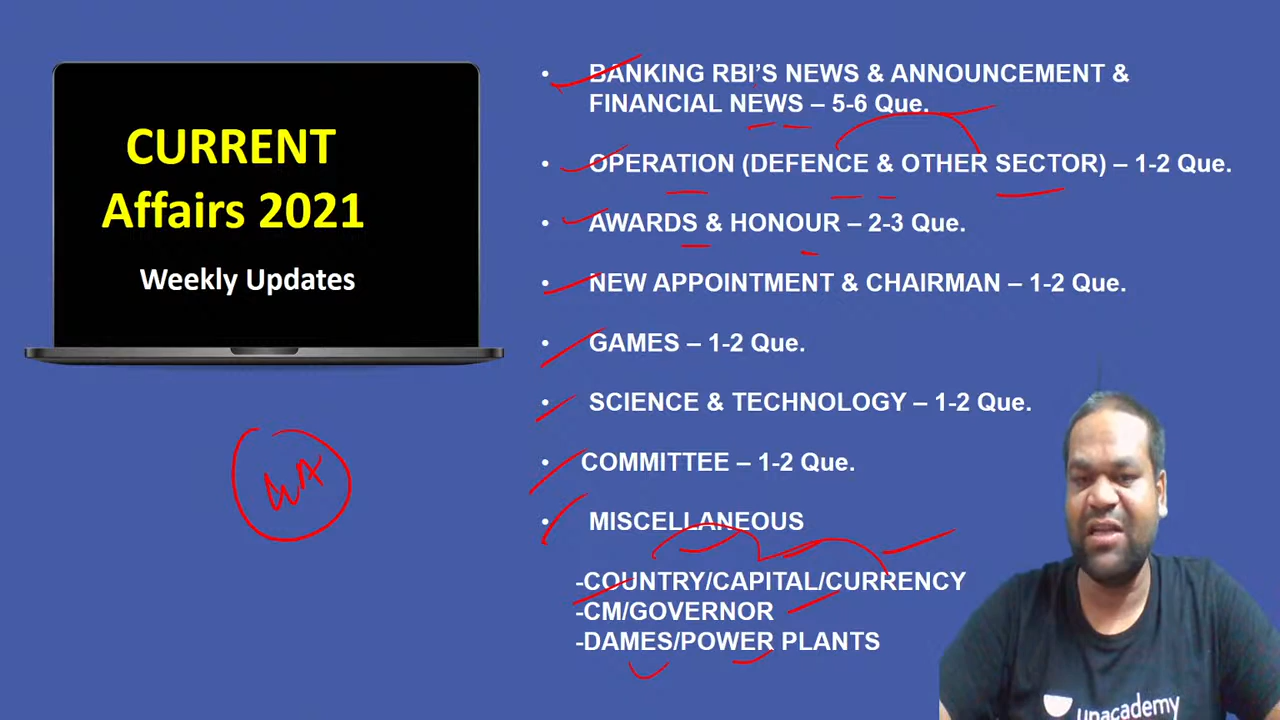 CURRENT
Affairs 2021
Weekly Updates
• BANKING RBI'S NEWS & ANNOUNCEMENT &
FINANCIAL NEWS – 5-6 Que.
• OPERATION (DEFENCE & OTHER SECTOR) – 1-2 Que.
• AWARDS & HONOUR – 2-3 Que.
• NEW APPOINTMENT & CHAIRMAN – 1-2 Que.
• GAMES – 1-2 Que.
• SCIENCE & TECHNOLOGY – 1-2 Que.
• COMMITTEE – 1-2 Que.
• MISCELLANEOUS
-COUNTRY/CAPITAL/CURRENCY
-CM/GOVERNOR
-DAMES/POWER PLANTS
unacademy